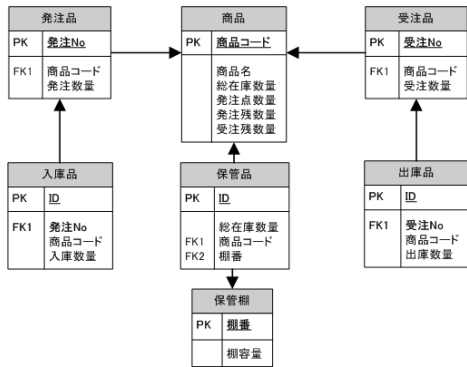 発注品
PK 発注No
FK1 商品コード
発注数量
商品
PK 商品コード
商品名
総在庫数量
発注点数量
発注残数量
受注残数量
受注品
PK 受注No
FK1 商品コード
受注数量
入庫品
PK ID
FK1 発注No
商品コード
入庫数量
保管品
PK ID
総在庫数量
FK1 商品コード
FK2 棚番
出庫品
PK ID
FK1 受注No
商品コード
出庫数量
保管棚
PK 棚番
棚容量